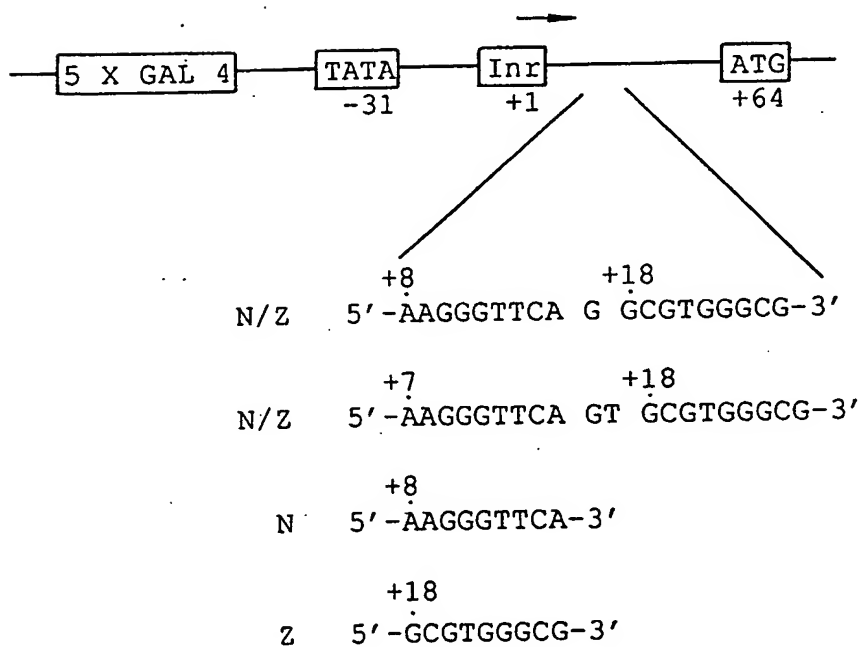 5 X GAL 4 TATA Inr ATG
-31 +1 +64
+8 +18
N/Z 5'-AAGGGTTCA G GCGTGGGCG-3'
+7 +18
N/Z 5'-AAGGGTTCA GT GCGTGGGCG-3'
+8
N 5'-AAGGGTTCA-3'
+18
Z 5'-GCGTGGGCG-3'